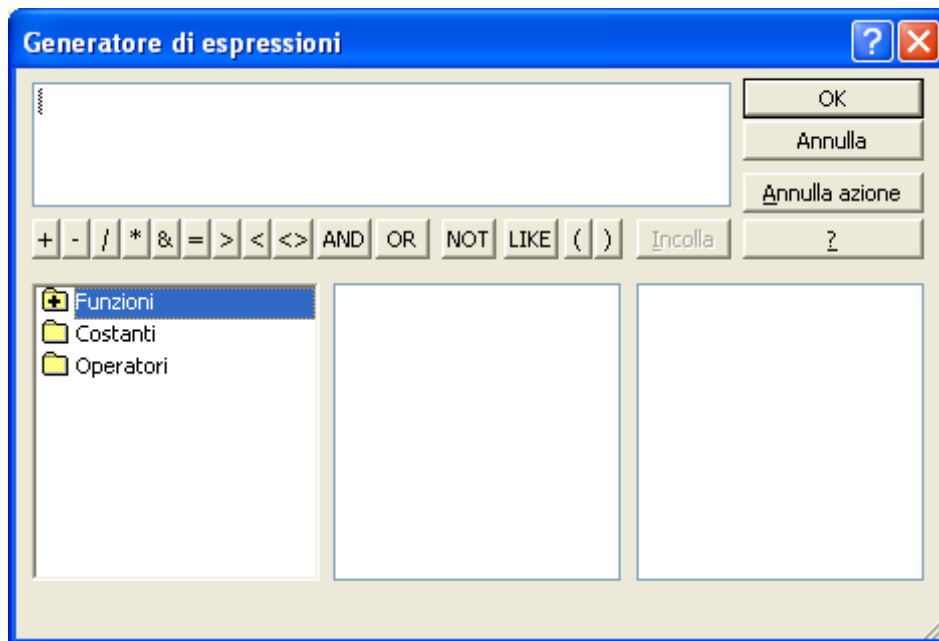 Generatore di espressioni ?
OK
Annulla
Annulla azione
+ - / * & = > < <> AND OR NOT LIKE ( ) Incolla ?
Funzioni
Costanti
Operatori